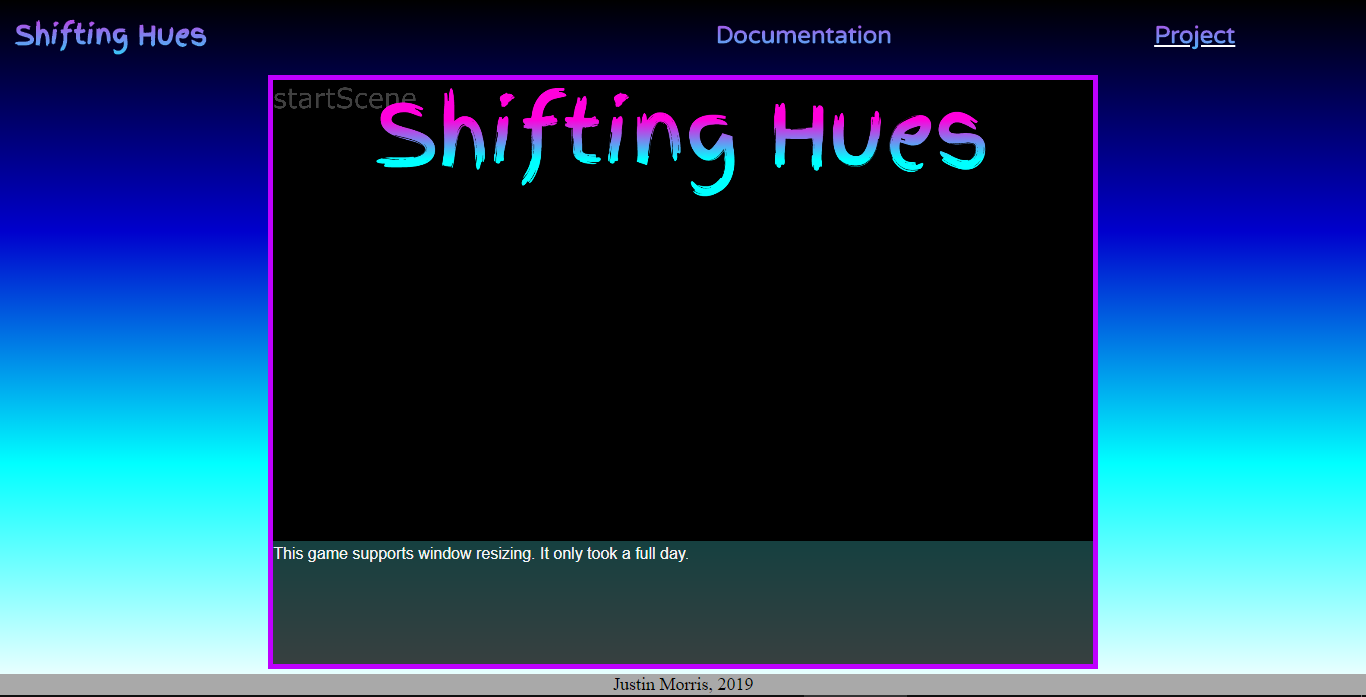 Shifting Hues
Documentation
Project
startScene
Shifting Hues
This game supports window resizing. It only took a full day.
Justin Morris, 2019